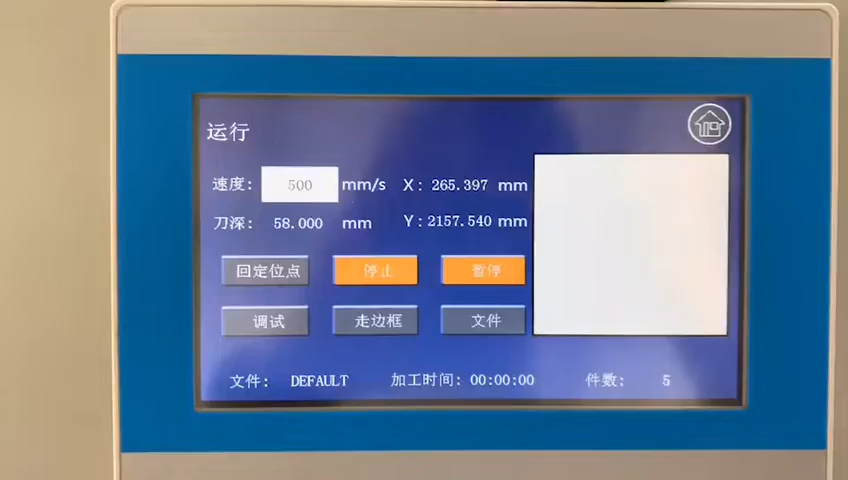 运行
速度: 500 mm/s X: 265.397 mm
刀深: 58.000 mm Y: 2157.540 mm
回定位点 停止 暂停
调试 走边框 文件
文件: DEFAULT 加工时间: 00:00:00 件数: 5